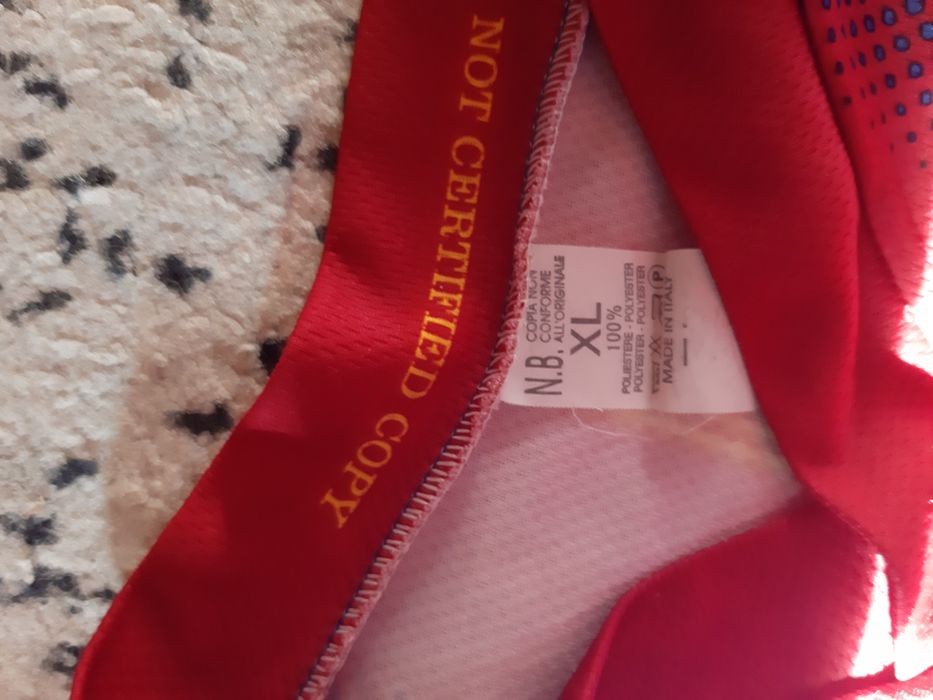 NOT CERTIFIED COPY
N.B. COPIA NON
CONFORME
ALL'ORIGINALE
XL
100%
POLIESTERE - POLYESTER
POLYESTER - POLYESTER
P
MADE IN ITALY